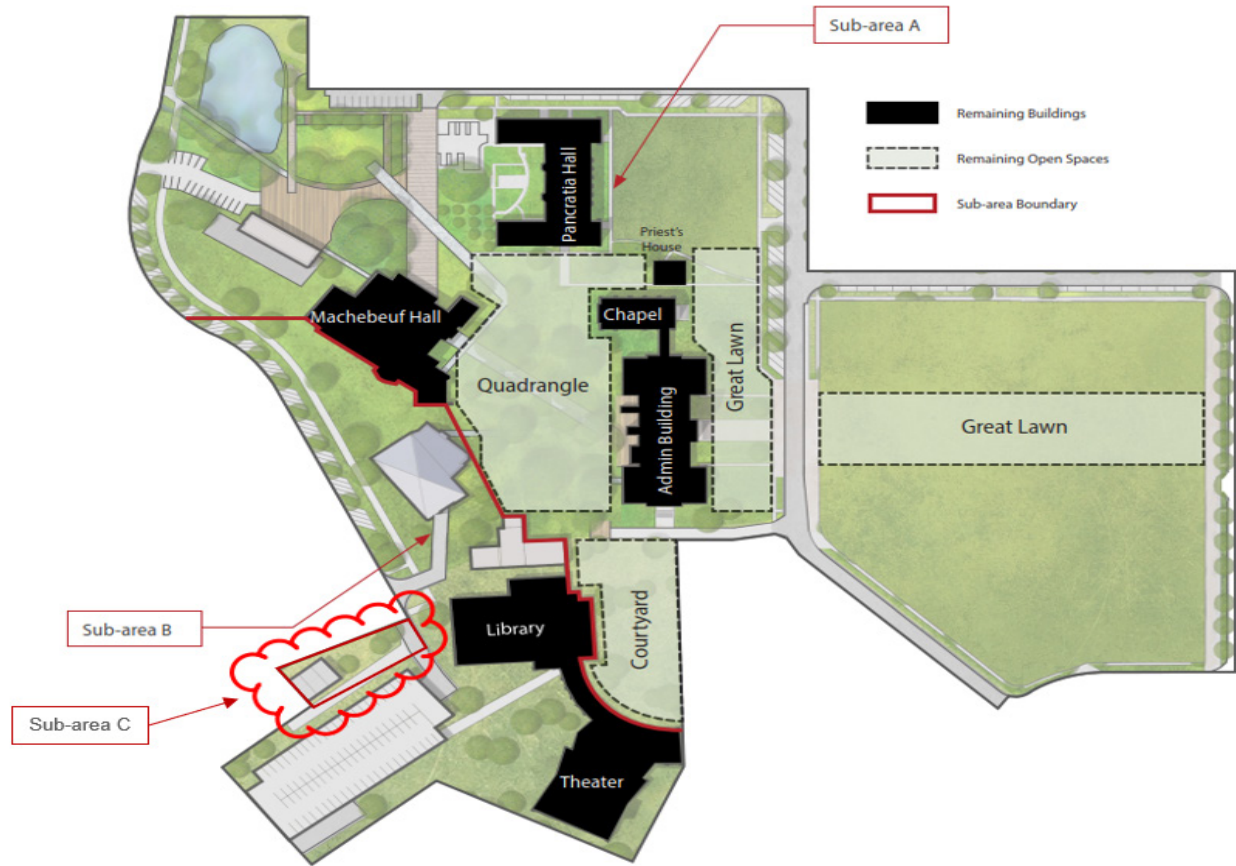 Sub-area A
Remaining Buildings
Remaining Open Spaces
Sub-area Boundary
Pancratia Hall
Priest's
House
Machebeuf Hall
Chapel
Quadrangle
Great Lawn
Admin Building
Great Lawn
Sub-area B
Library
Courtyard
Sub-area C
Theater